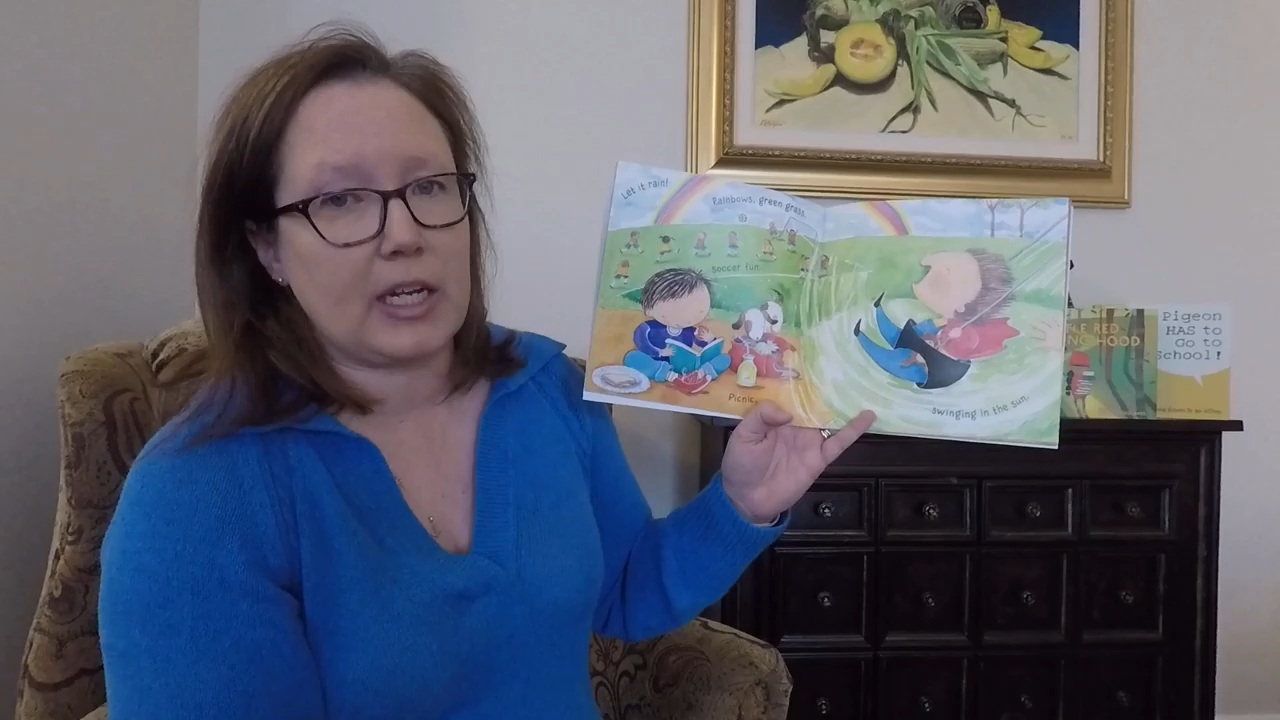 Let it rain!
Rainbows, green grass.
Soccer fun.
Picnic,
swinging in the sun.
LE RED
HOOD
Pigeon
HAS to
Go to
School!